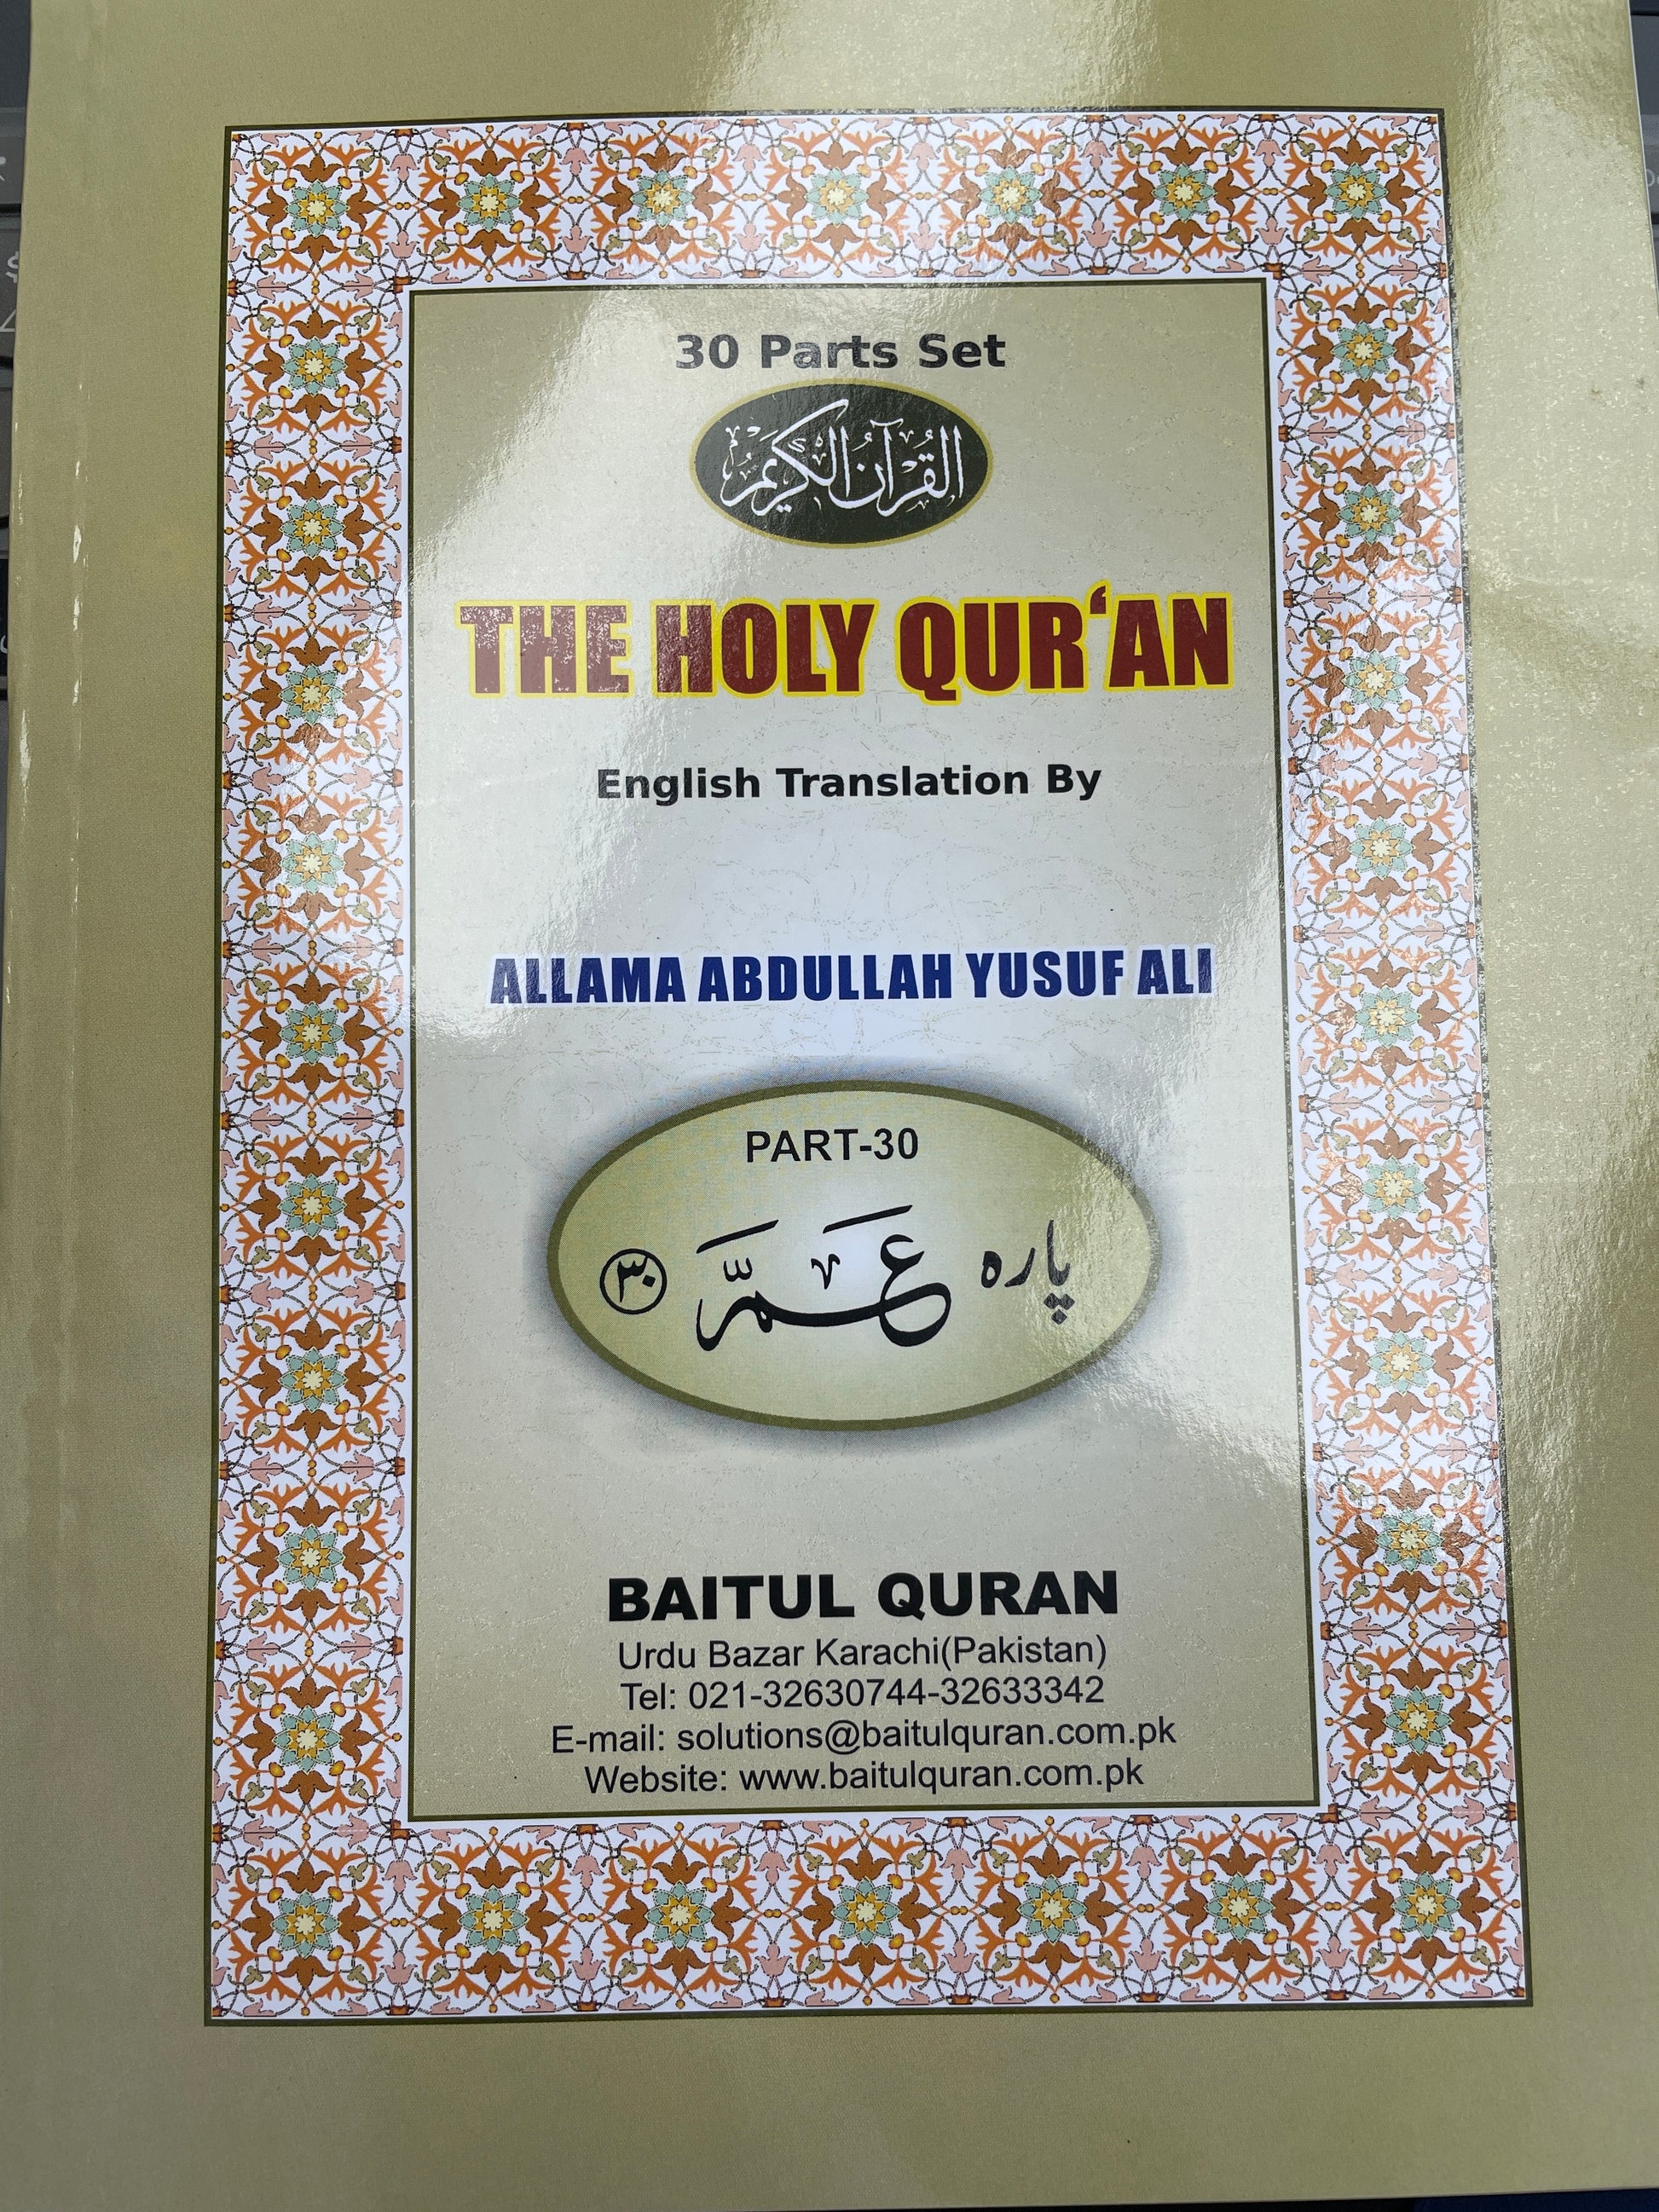 30 Parts Set
القرآن الكريم
THE HOLY QUR‘AN
English Translation By
ALLAMA ABDULLAH YUSUF ALI
PART-30
پاره عَمَّ ٣٠
BAITUL QURAN
Urdu Bazar Karachi(Pakistan)
Tel: 021-32630744-32633342
E-mail: solutions@baitulquran.com.pk
Website: www.baitulquran.com.pk